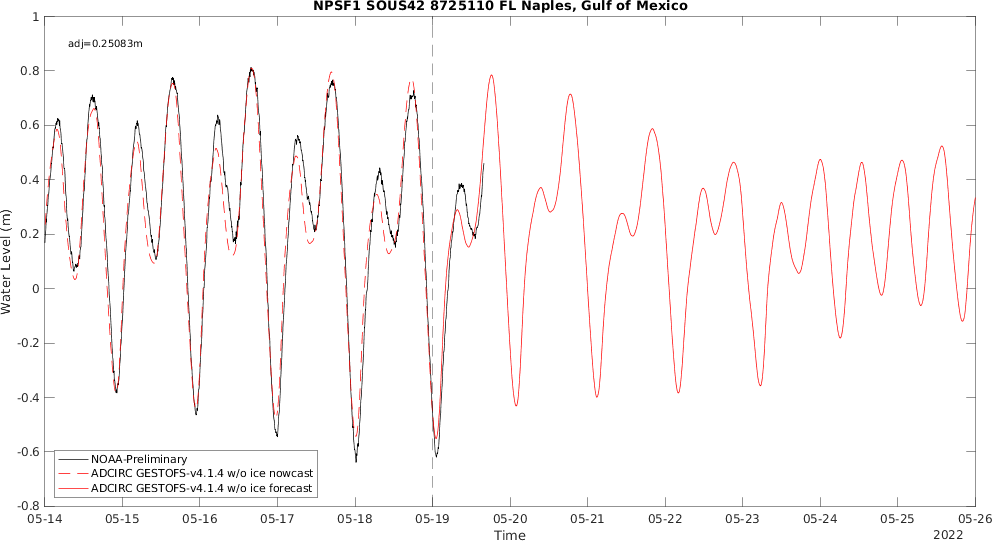 NPSF1 SOUS42 8725110 FL Naples, Gulf of Mexico
adj=0.25083m
1
0.8
0.6
0.4
0.2
0
-0.2
-0.4
-0.6
-0.8
Water Level (m)
NOAA-Preliminary
ADCIRC GESTOFS-v4.1.4 w/o ice nowcast
ADCIRC GESTOFS-v4.1.4 w/o ice forecast
05-14 05-15 05-16 05-17 05-18 05-19 05-20 05-21 05-22 05-23 05-24 05-25 05-26
Time
2022